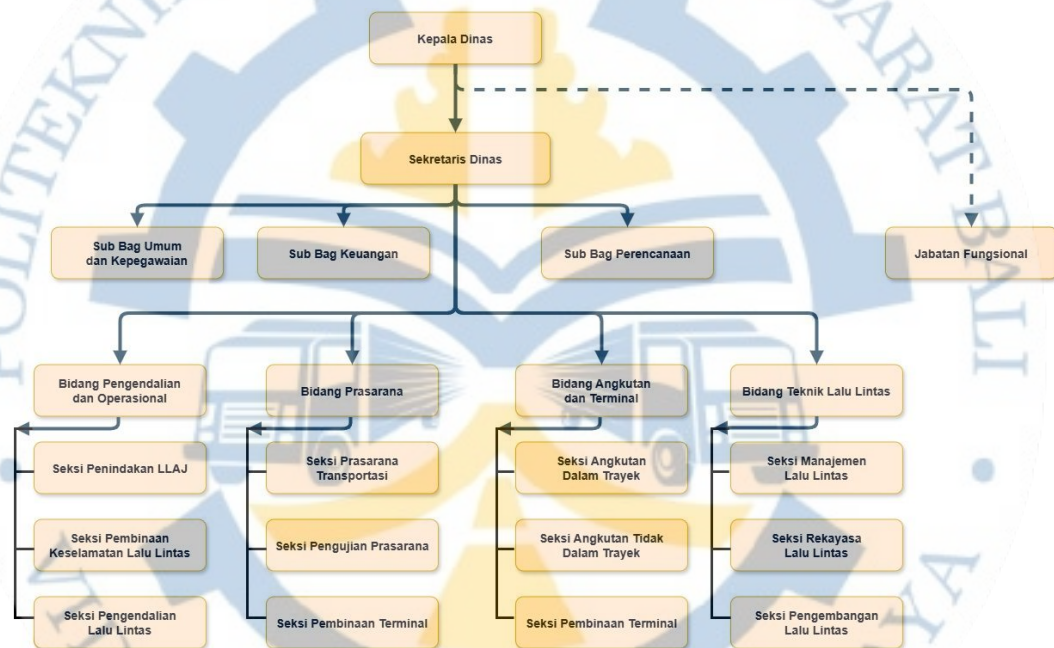 POLITEKNI
DARAT BALI
Kepala Dinas
Sekretaris Dinas
Sub Bag Umum
dan Kepegawaian
Sub Bag Keuangan
Sub Bag Perencanaan
Jabatan Fungsional
Bidang Pengendalian
dan Operasional
Bidang Prasarana
Bidang Angkutan
dan Terminal
Bidang Teknik Lalu Lintas
Seksi Penindakan LLAJ
Seksi Prasarana
Transportasi
Seksi Angkutan
Dalam Trayek
Seksi Manajemen
Lalu Lintas
Seksi Pembinaan
Keselamatan Lalu Lintas
Seksi Pengujian Prasarana
Seksi Angkutan Tidak
Dalam Trayek
Seksi Rekayasa
Lalu Lintas
Seksi Pengendalian
Lalu Lintas
Seksi Pembinaan Terminal
Seksi Pembinaan Terminal
Seksi Pengembangan
Lalu Lintas
YA